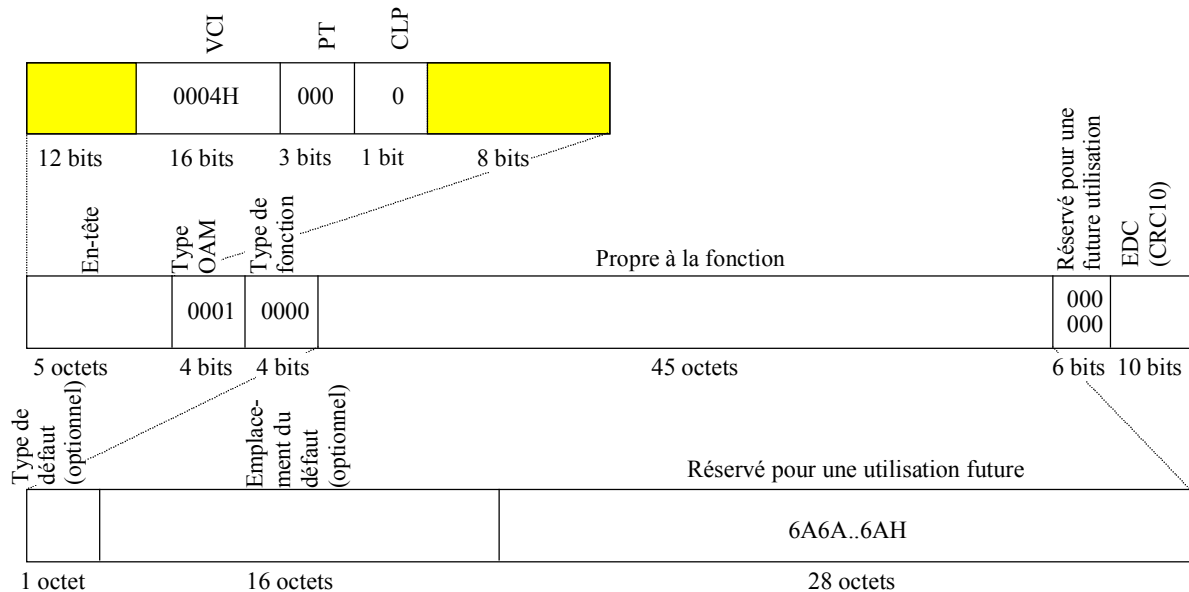 VCI
PT
CLP
0004H
000
0
12 bits
16 bits
3 bits
1 bit
8 bits
En-tête
Type
OAM
Type de
fonction
Propre à la fonction
Réservé pour une
future utilisation
EDC
(CRC10)
0001
0000
000
000
5 octets
4 bits
4 bits
45 octets
6 bits
10 bits
Type de
défaut
(optionnel)
Emplace-
ment du
défaut
(optionnel)
Réservé pour une utilisation future
6A6A..6AH
1 octet
16 octets
28 octets